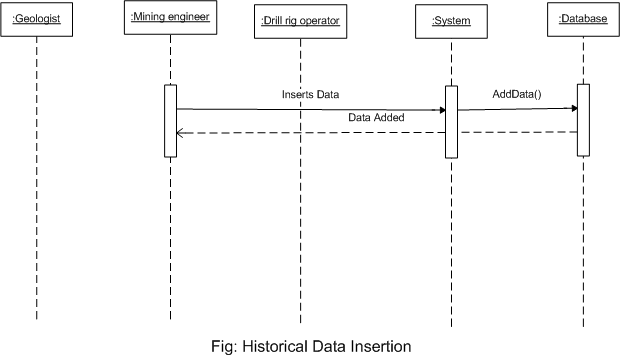 :Geologist
:Mining engineer
:Drill rig operator
:System
:Database
Inserts Data
AddData()
Data Added
Fig: Historical Data Insertion